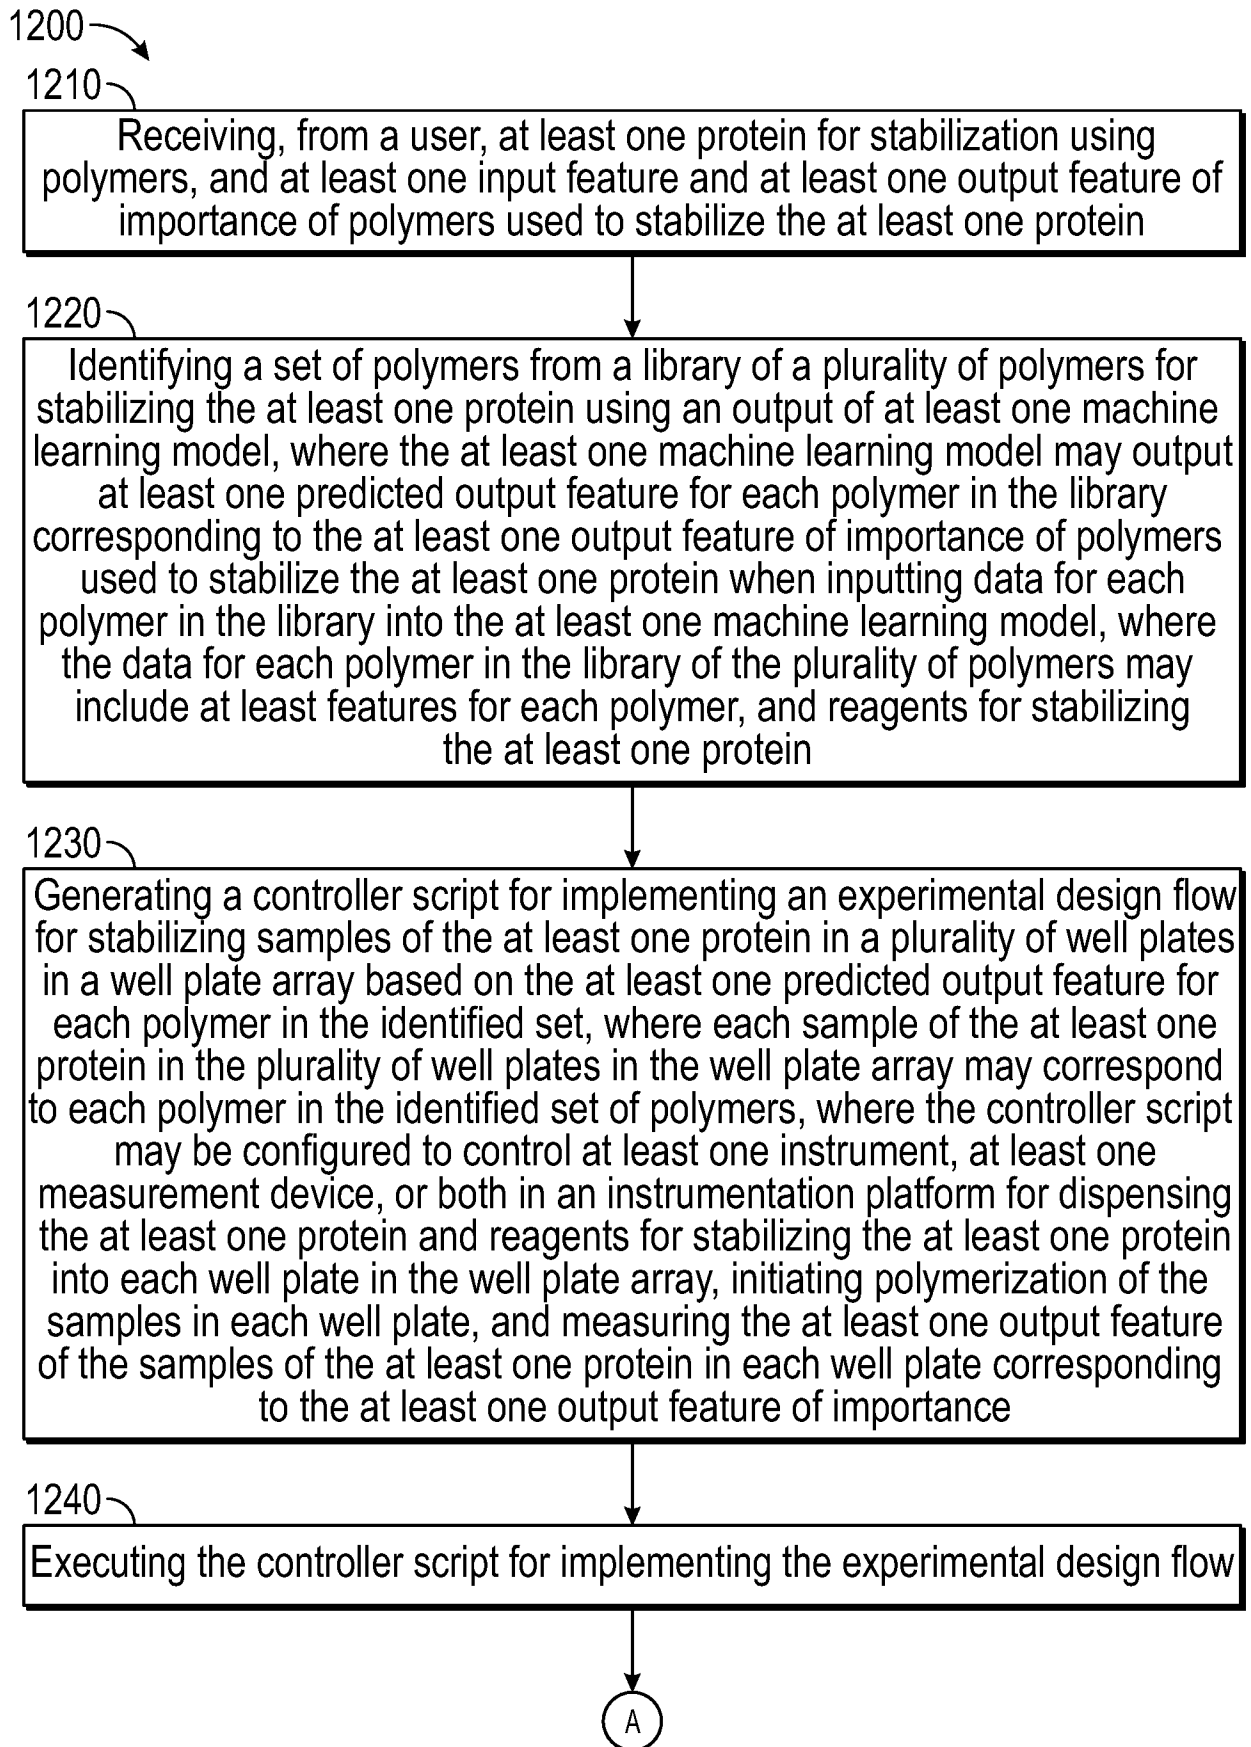 1200
1210
Receiving, from a user, at least one protein for stabilization using
polymers, and at least one input feature and at least one output feature of
importance of polymers used to stabilize the at least one protein
1220
Identifying a set of polymers from a library of a plurality of polymers for
stabilizing the at least one protein using an output of at least one machine
learning model, where the at least one machine learning model may output
at least one predicted output feature for each polymer in the library
corresponding to the at least one output feature of importance of polymers
used to stabilize the at least one protein when inputting data for each
polymer in the library into the at least one machine learning model, where
the data for each polymer in the library of the plurality of polymers may
include at least features for each polymer, and reagents for stabilizing
the at least one protein
1230
Generating a controller script for implementing an experimental design flow
for stabilizing samples of the at least one protein in a plurality of well plates
in a well plate array based on the at least one predicted output feature for
each polymer in the identified set, where each sample of the at least one
protein in the plurality of well plates in the well plate array may correspond
to each polymer in the identified set of polymers, where the controller script
may be configured to control at least one instrument, at least one
measurement device, or both in an instrumentation platform for dispensing
the at least one protein and reagents for stabilizing the at least one protein
into each well plate in the well plate array, initiating polymerization of the
samples in each well plate, and measuring the at least one output feature
of the samples of the at least one protein in each well plate corresponding
to the at least one output feature of importance
1240
Executing the controller script for implementing the experimental design flow
A